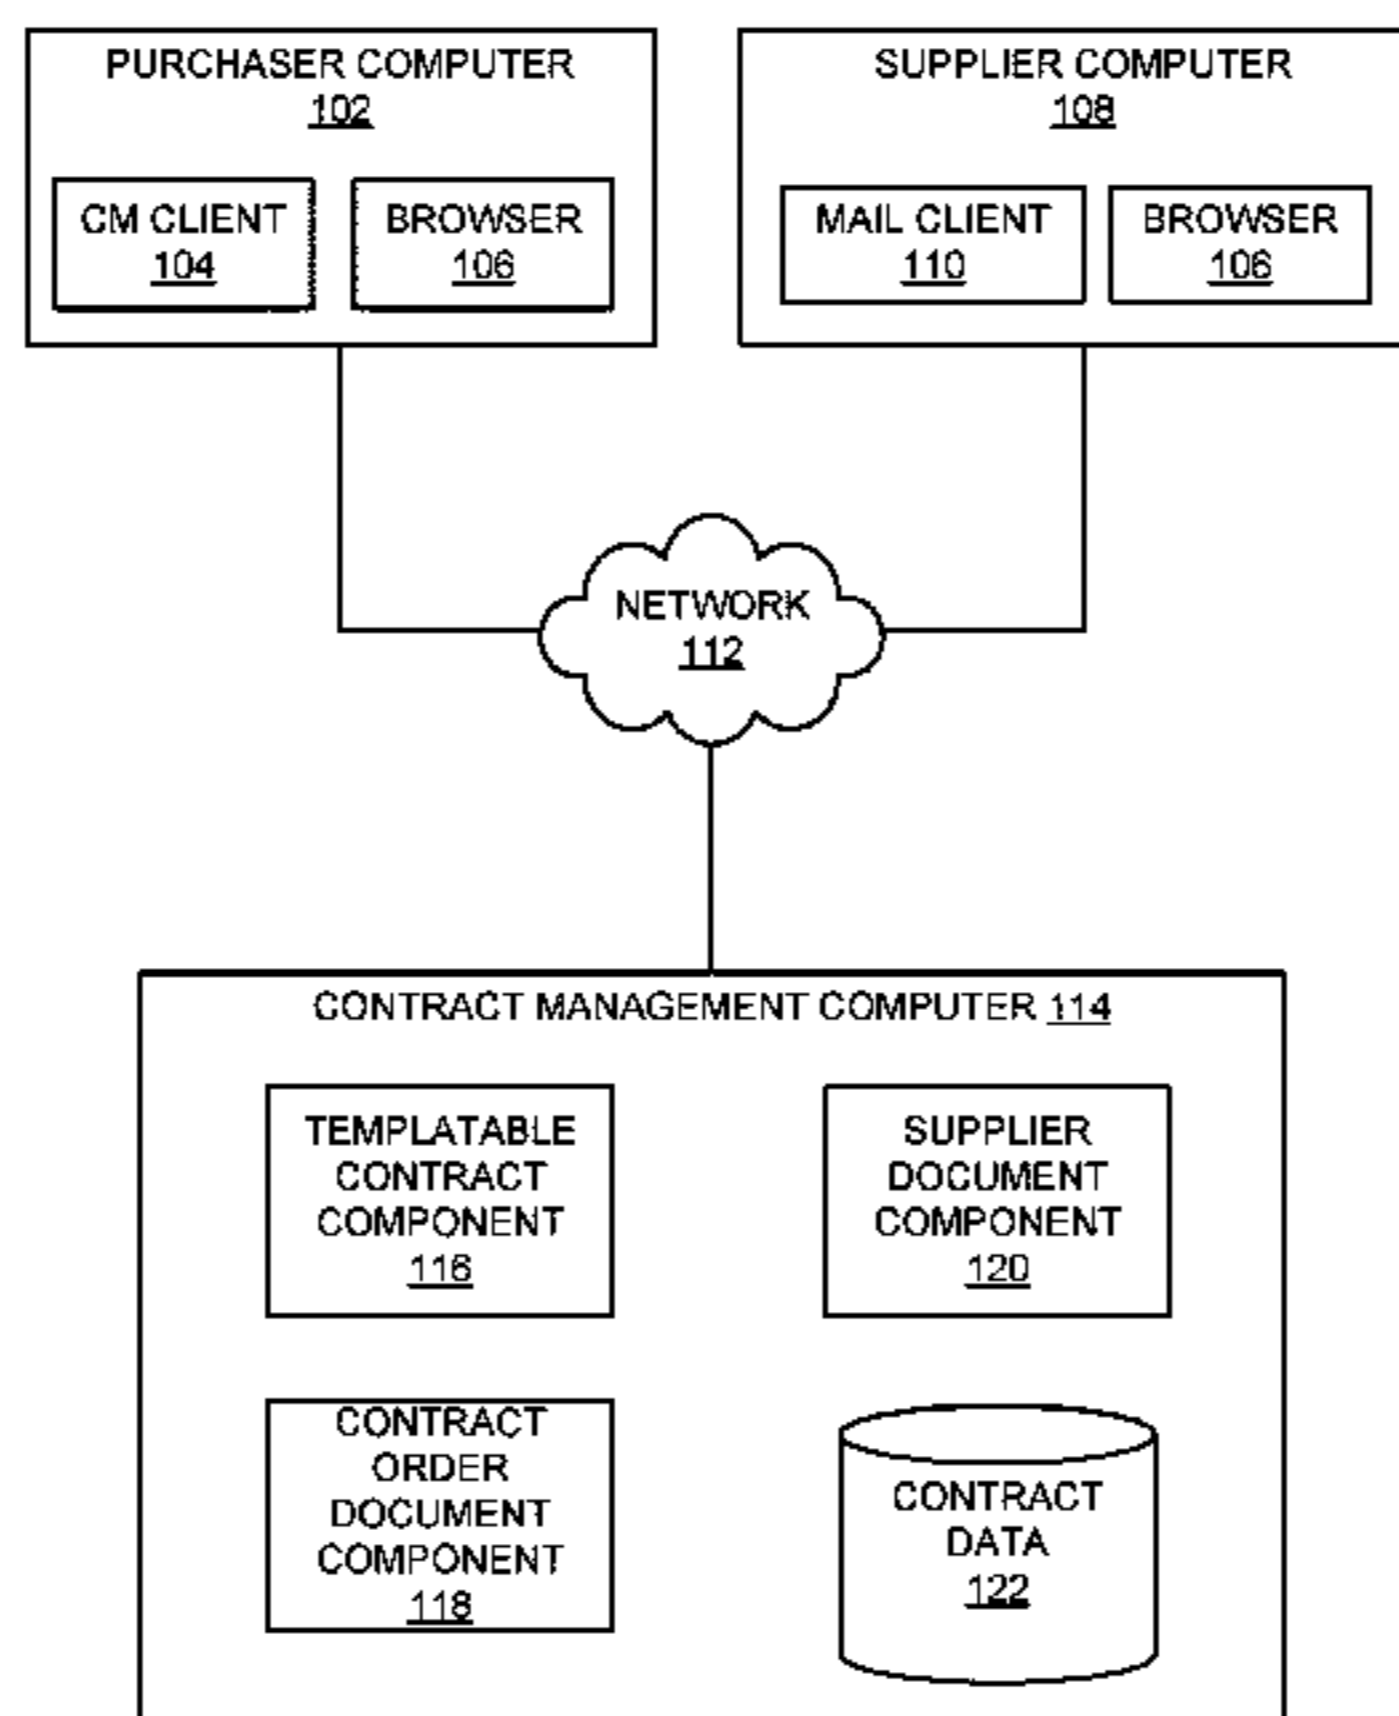 PURCHASER COMPUTER
102
CM CLIENT
104
BROWSER
106
SUPPLIER COMPUTER
108
MAIL CLIENT
110
BROWSER
106
NETWORK
112
CONTRACT MANAGEMENT COMPUTER 114
TEMPLATABLE
CONTRACT
COMPONENT
116
SUPPLIER
DOCUMENT
COMPONENT
120
CONTRACT
ORDER
DOCUMENT
COMPONENT
118
CONTRACT
DATA
122